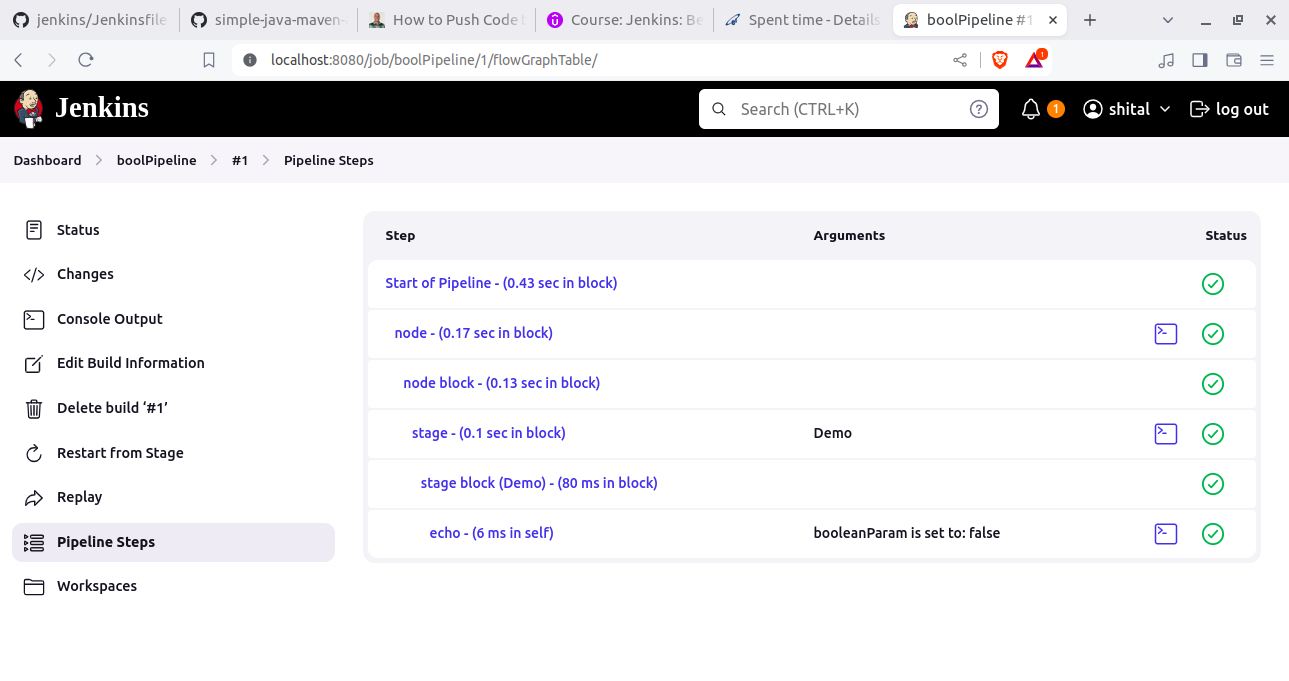 jenkins/Jenkinsfile simple-java-maven- How to Push Code Course: Jenkins: Be Spent time - Details boolPipeline #1
localhost:8080/job/boolPipeline/1/flowGraphTable/ 1
Jenkins Search (CTRL+K) ? 1 shital log out
Dashboard boolPipeline #1 Pipeline Steps
Status
Changes
Console Output
Edit Build Information
Delete build ‘#1’
Restart from Stage
Replay
Pipeline Steps
Workspaces
Step Arguments Status
Start of Pipeline - (0.43 sec in block)
node - (0.17 sec in block)
node block - (0.13 sec in block)
stage - (0.1 sec in block) Demo
stage block (Demo) - (80 ms in block)
echo - (6 ms in self) booleanParam is set to: false